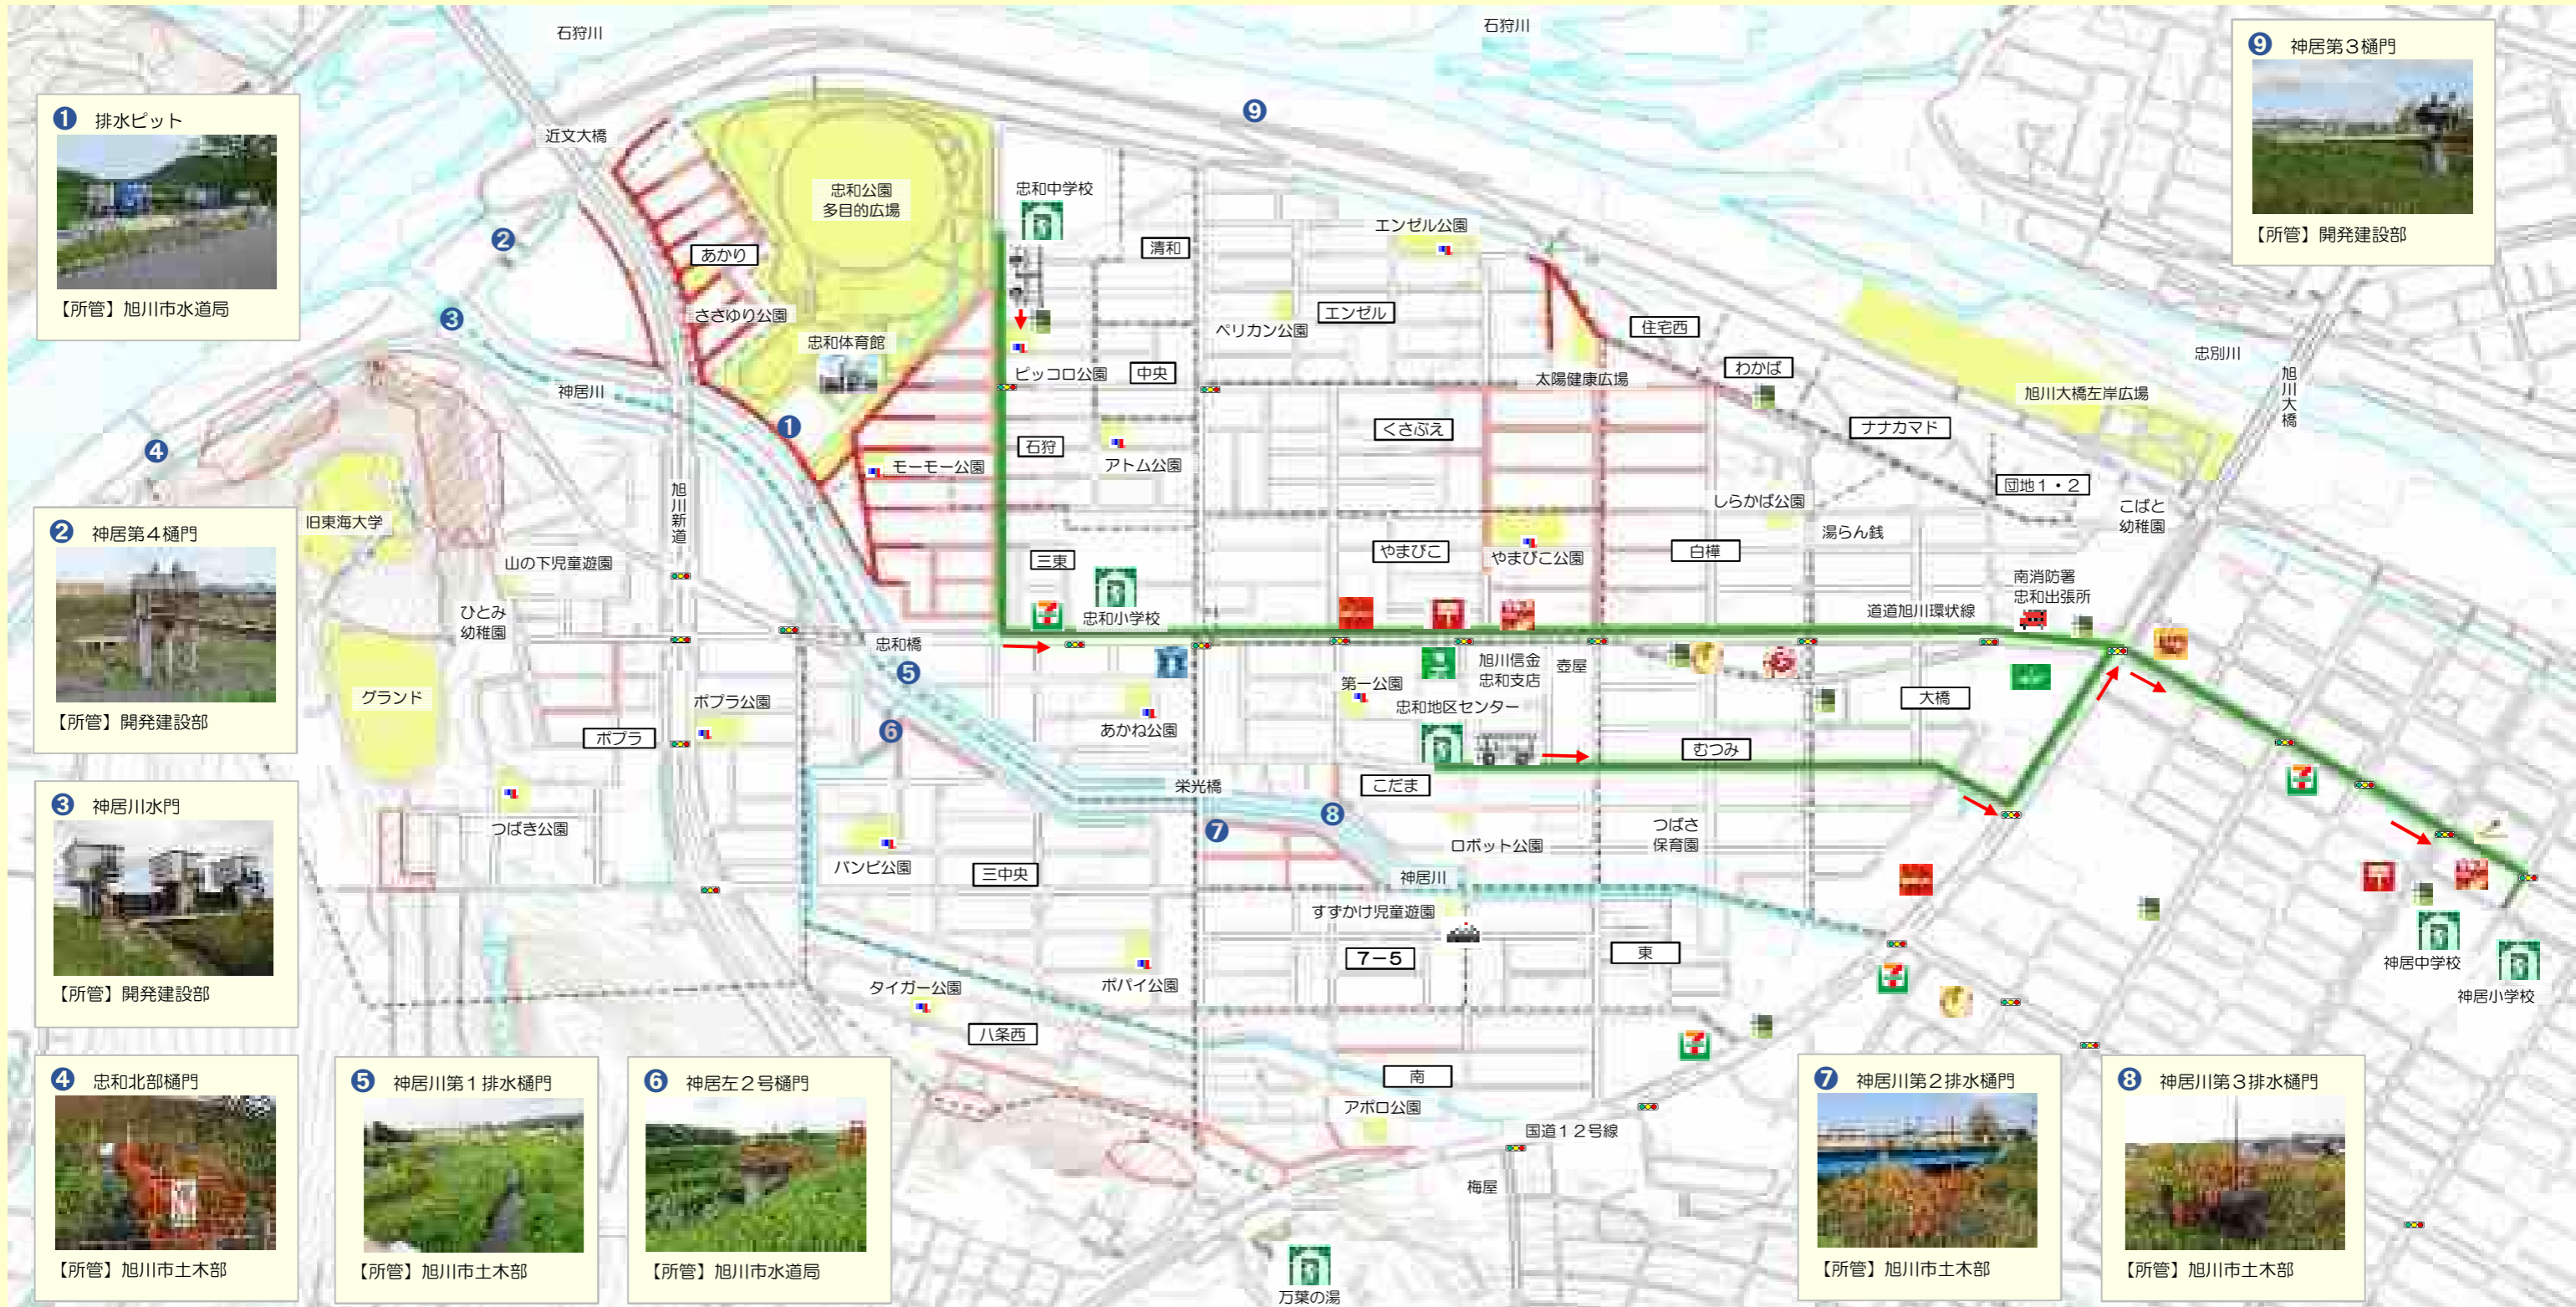 石狩川
石狩川
❶ 排水ピット
【所管】旭川市水道局
❷ 神居第4樋門
【所管】開発建設部
❸ 神居川水門
【所管】開発建設部
❹ 忠和北部樋門
【所管】旭川市土木部
❺ 神居川第1排水樋門
【所管】旭川市土木部
❻ 神居左2号樋門
【所管】旭川市水道局
❼ 神居川第2排水樋門
【所管】旭川市土木部
❽ 神居川第3排水樋門
【所管】旭川市土木部
❾ 神居第3樋門
【所管】開発建設部
❾
近文大橋
忠和公園
多目的広場
忠和中学校
エンゼル公園
清和
❷
あかり
ささゆり公園
エンゼル
ペリカン公園
住宅西
❸
忠和体育館
忠別川
旭川大橋
ピッコロ公園
中央
太陽健康広場
わかば
旭川大橋左岸広場
神居川
❶
くさぶえ
ナナカマド
❹
石狩
アトム公園
モーモー公園
団地1・2
旭川新道
しらかば公園
こばと
幼稚園
旧東海大学
湯らん銭
山の下児童遊園
三東
やまびこ
やまびこ公園
白樺
南消防署
忠和出張所
ひとみ
幼稚園
忠和小学校
道道旭川環状線
忠和橋
❺
旭川信金
忠和支店
壺屋
グランド
第一公園
忠和地区センター
大橋
ポプラ公園
あかね公園
❻
ポプラ
むつみ
栄光橋
こだま
❽
❼
つばき公園
つばさ
保育園
ロボット公園
バンビ公園
三中央
神居川
すずかけ児童遊園
7-5
東
神居中学校
タイガー公園
ポパイ公園
神居小学校
八条西
南
アポロ公園
国道12号線
梅屋
万葉の湯